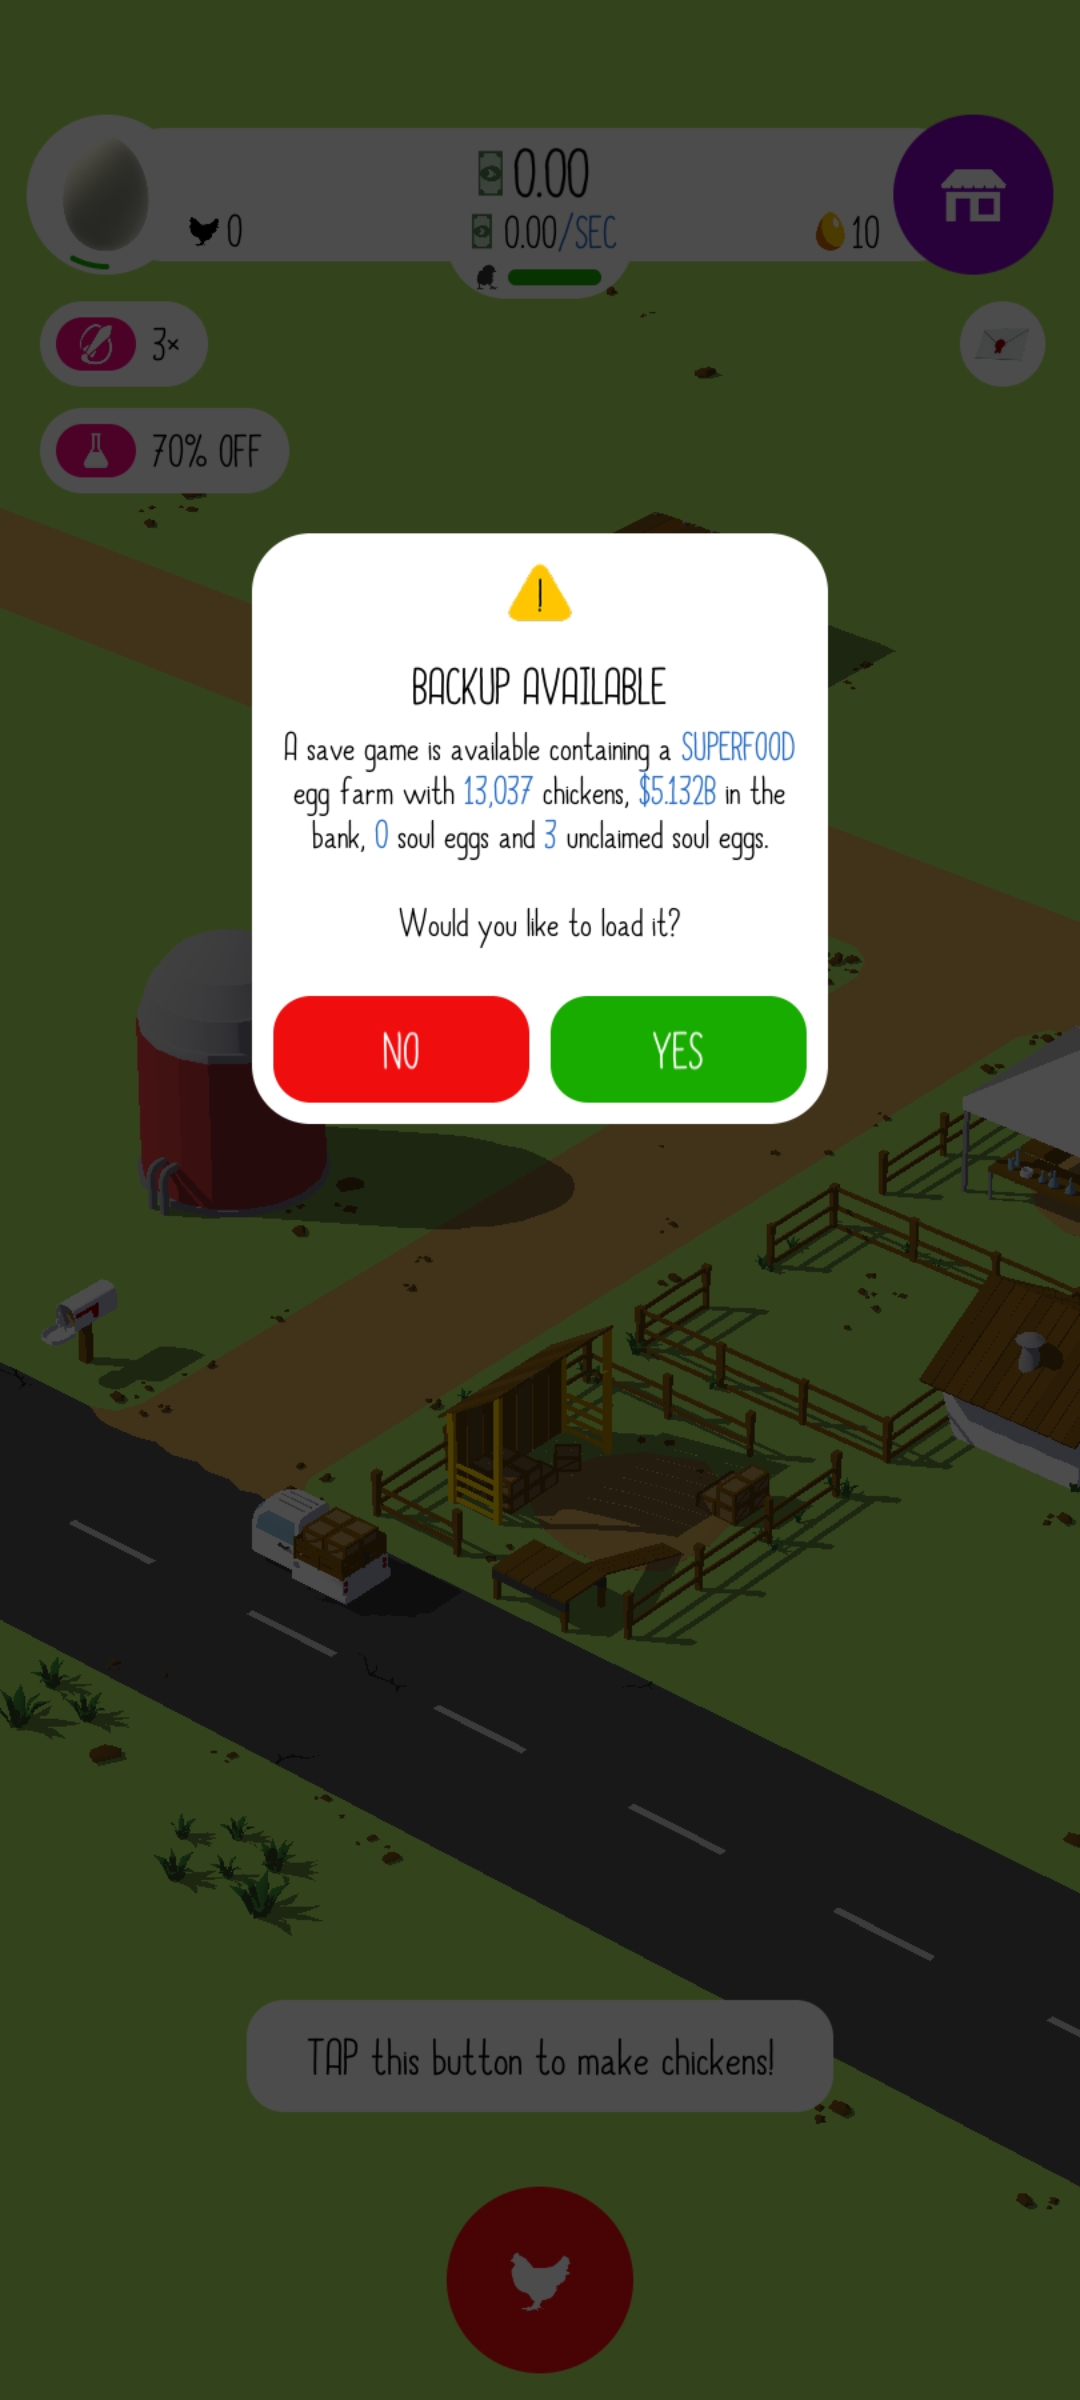 0.00
0
0.00/SEC
10
3×
70% OFF
BACKUP AVAILABLE
A save game is available containing a SUPERFOOD
egg farm with 13,037 chickens, $5.132B in the
bank, 0 soul eggs and 3 unclaimed soul eggs.
Would you like to load it?
NO
YES
TAP this button to make chickens!